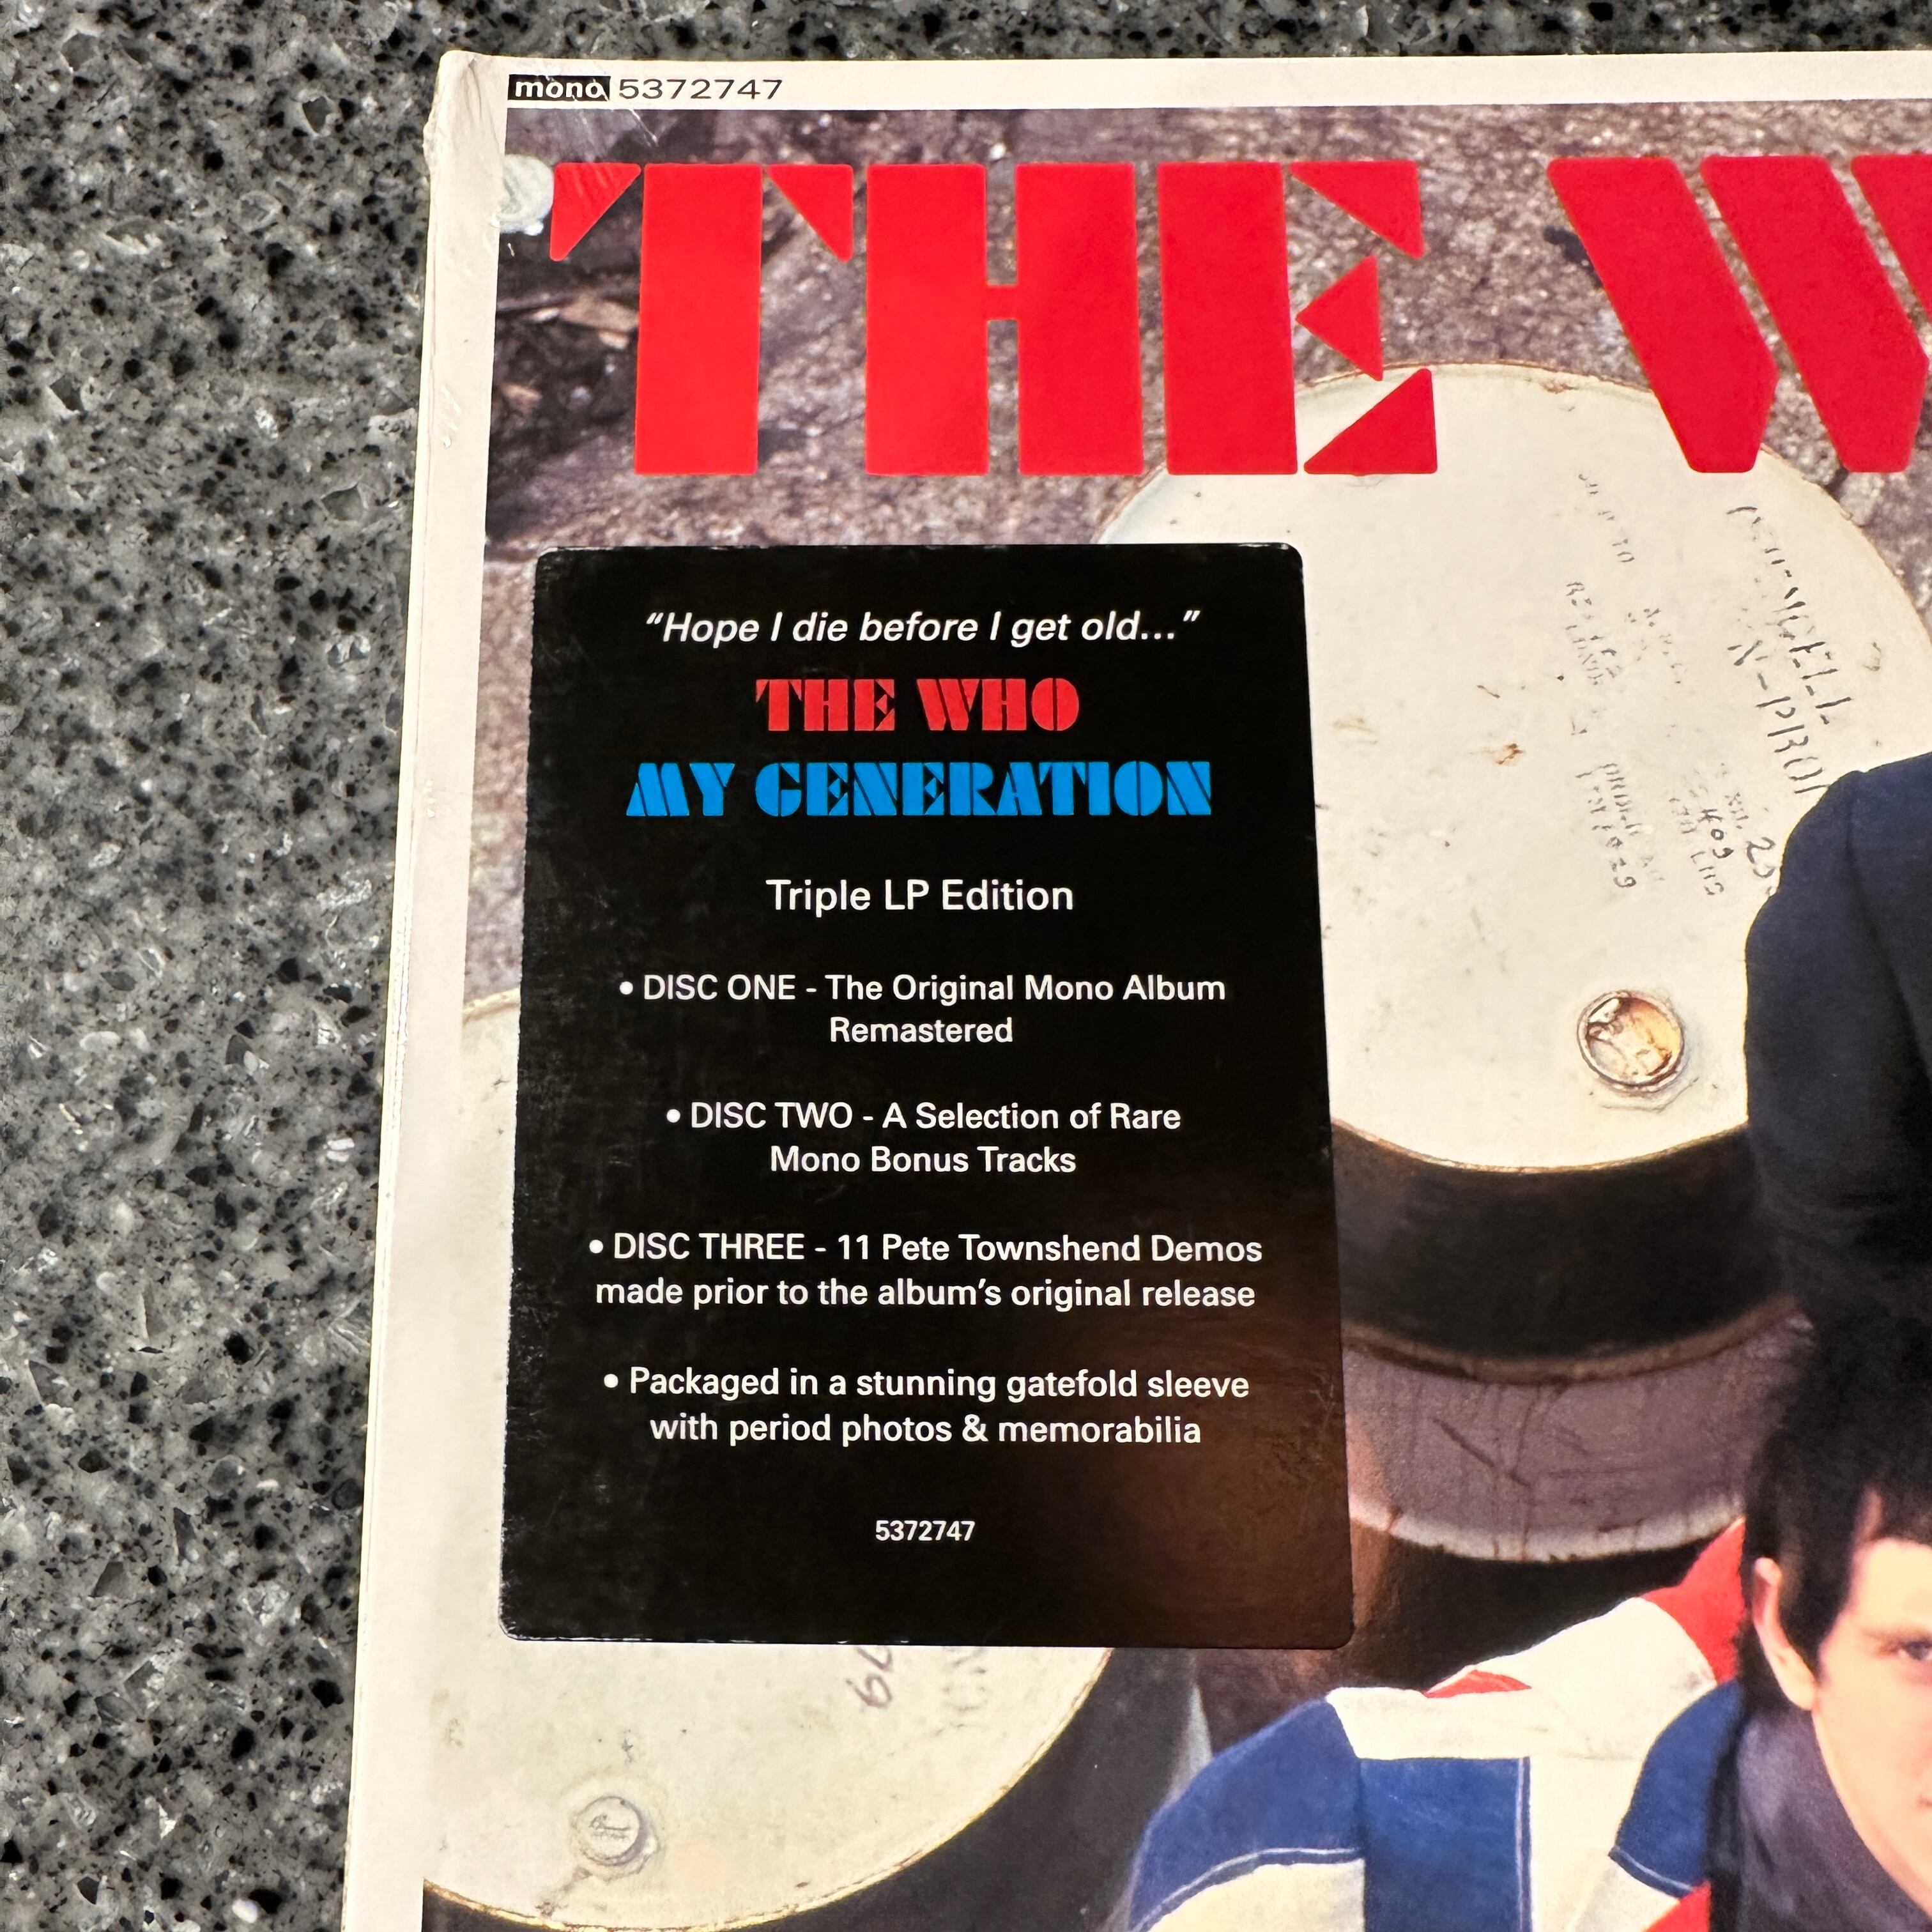 mono 5372747
THE W
"Hope I die before I get old..."
THE WHO
MY GENERATION
Triple LP Edition
• DISC ONE - The Original Mono Album
Remastered
• DISC TWO - A Selection of Rare
Mono Bonus Tracks
• DISC THREE - 11 Pete Townshend Demos
made prior to the album's original release
• Packaged in a stunning gatefold sleeve
with period photos & memorabilia
5372747